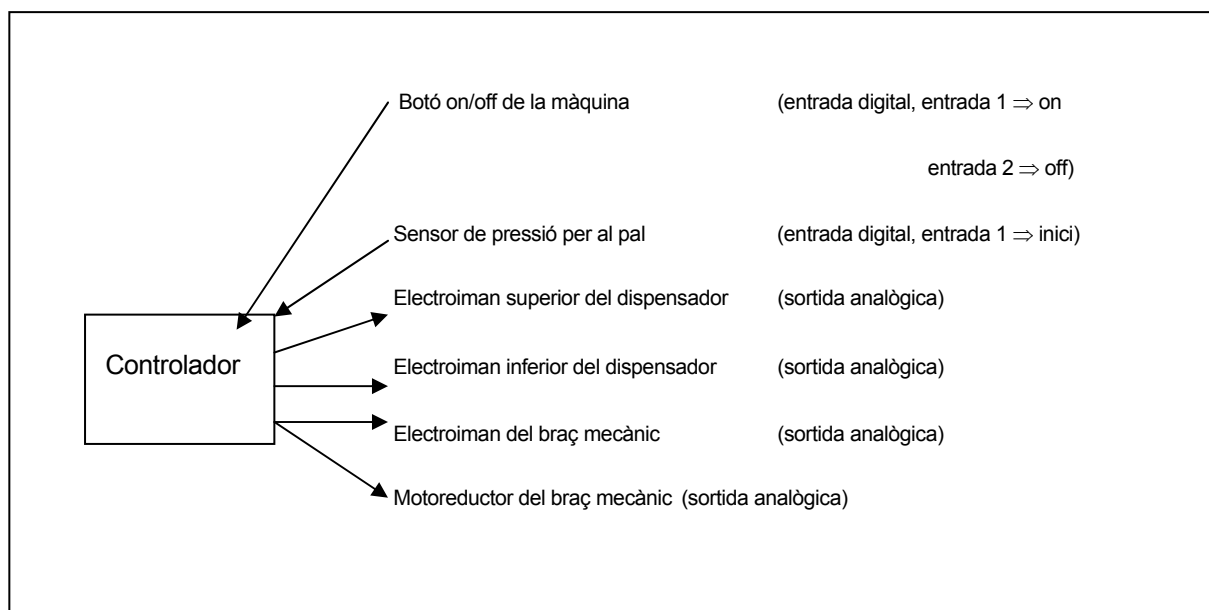 Botó on/off de la màquina (entrada digital, entrada 1 ⇒ on
entrada 2 ⇒ off)
Sensor de pressió per al pal (entrada digital, entrada 1 ⇒ inici)
Electroiman superior del dispensador (sortida analògica)
Controlador
Electroiman inferior del dispensador (sortida analògica)
Electroiman del braç mecànic (sortida analògica)
Motoreductor del braç mecànic (sortida analògica)